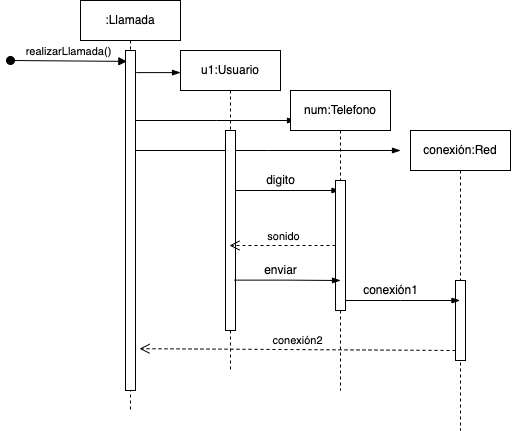 :Llamada
realizarLlamada()
u1:Usuario
num:Telefono
conexión:Red
digito
sonido
enviar
conexión1
conexión2